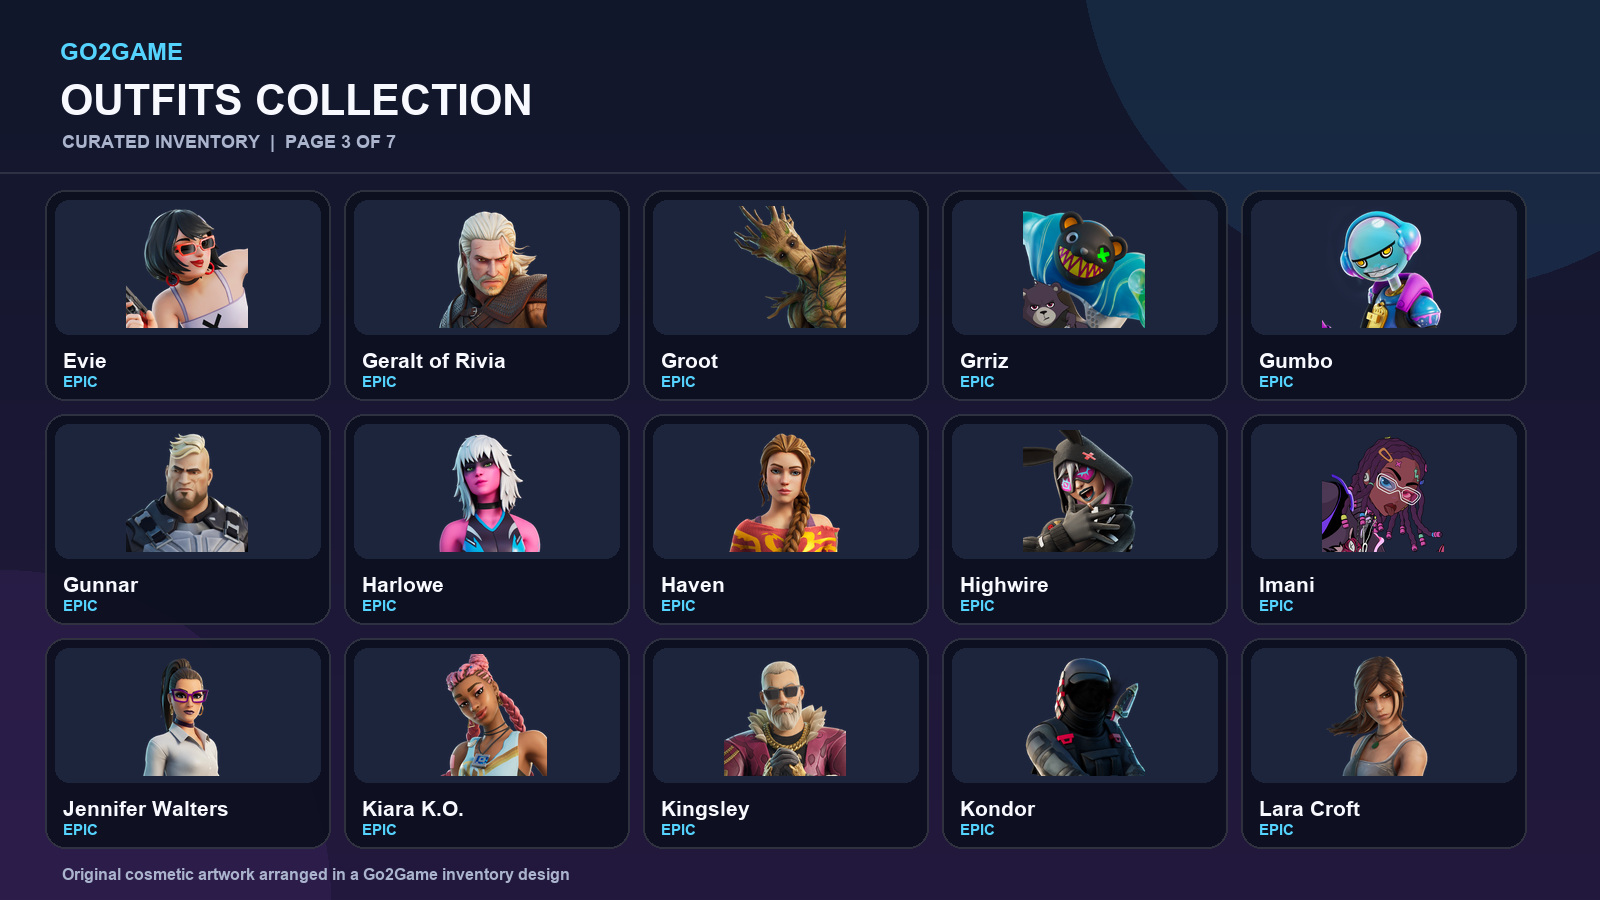 GO2GAME
OUTFITS COLLECTION
CURATED INVENTORY | PAGE 3 OF 7
Evie
EPIC
Geralt of Rivia
EPIC
Groot
EPIC
Grriz
EPIC
Gumbo
EPIC
Gunnar
EPIC
Harlowe
EPIC
Haven
EPIC
Highwire
EPIC
Imani
EPIC
Jennifer Walters
EPIC
Kiara K.O.
EPIC
Kingsley
EPIC
Kondor
EPIC
Lara Croft
EPIC
Original cosmetic artwork arranged in a Go2Game inventory design